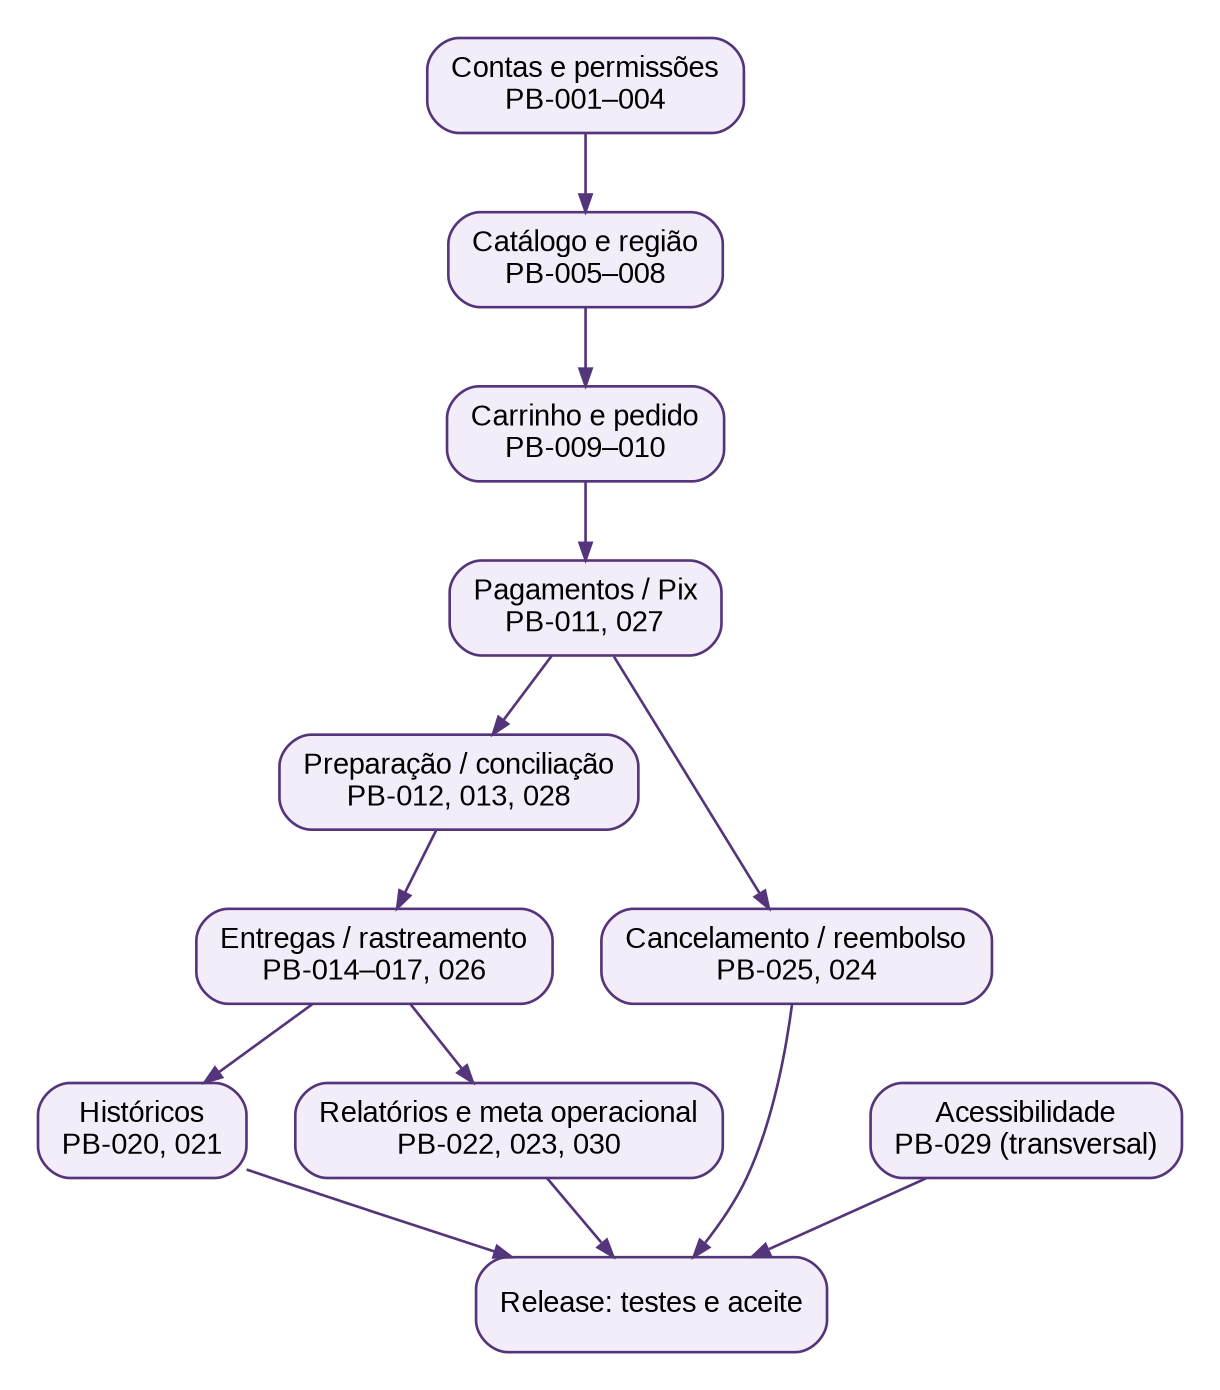 Contas e permissões
PB-001–004
Catálogo e região
PB-005–008
Carrinho e pedido
PB-009–010
Pagamentos / Pix
PB-011, 027
Preparação / conciliação
PB-012, 013, 028
Entregas / rastreamento
PB-014–017, 026
Cancelamento / reembolso
PB-025, 024
Históricos
PB-020, 021
Relatórios e meta operacional
PB-022, 023, 030
Acessibilidade
PB-029 (transversal)
Release: testes e aceite